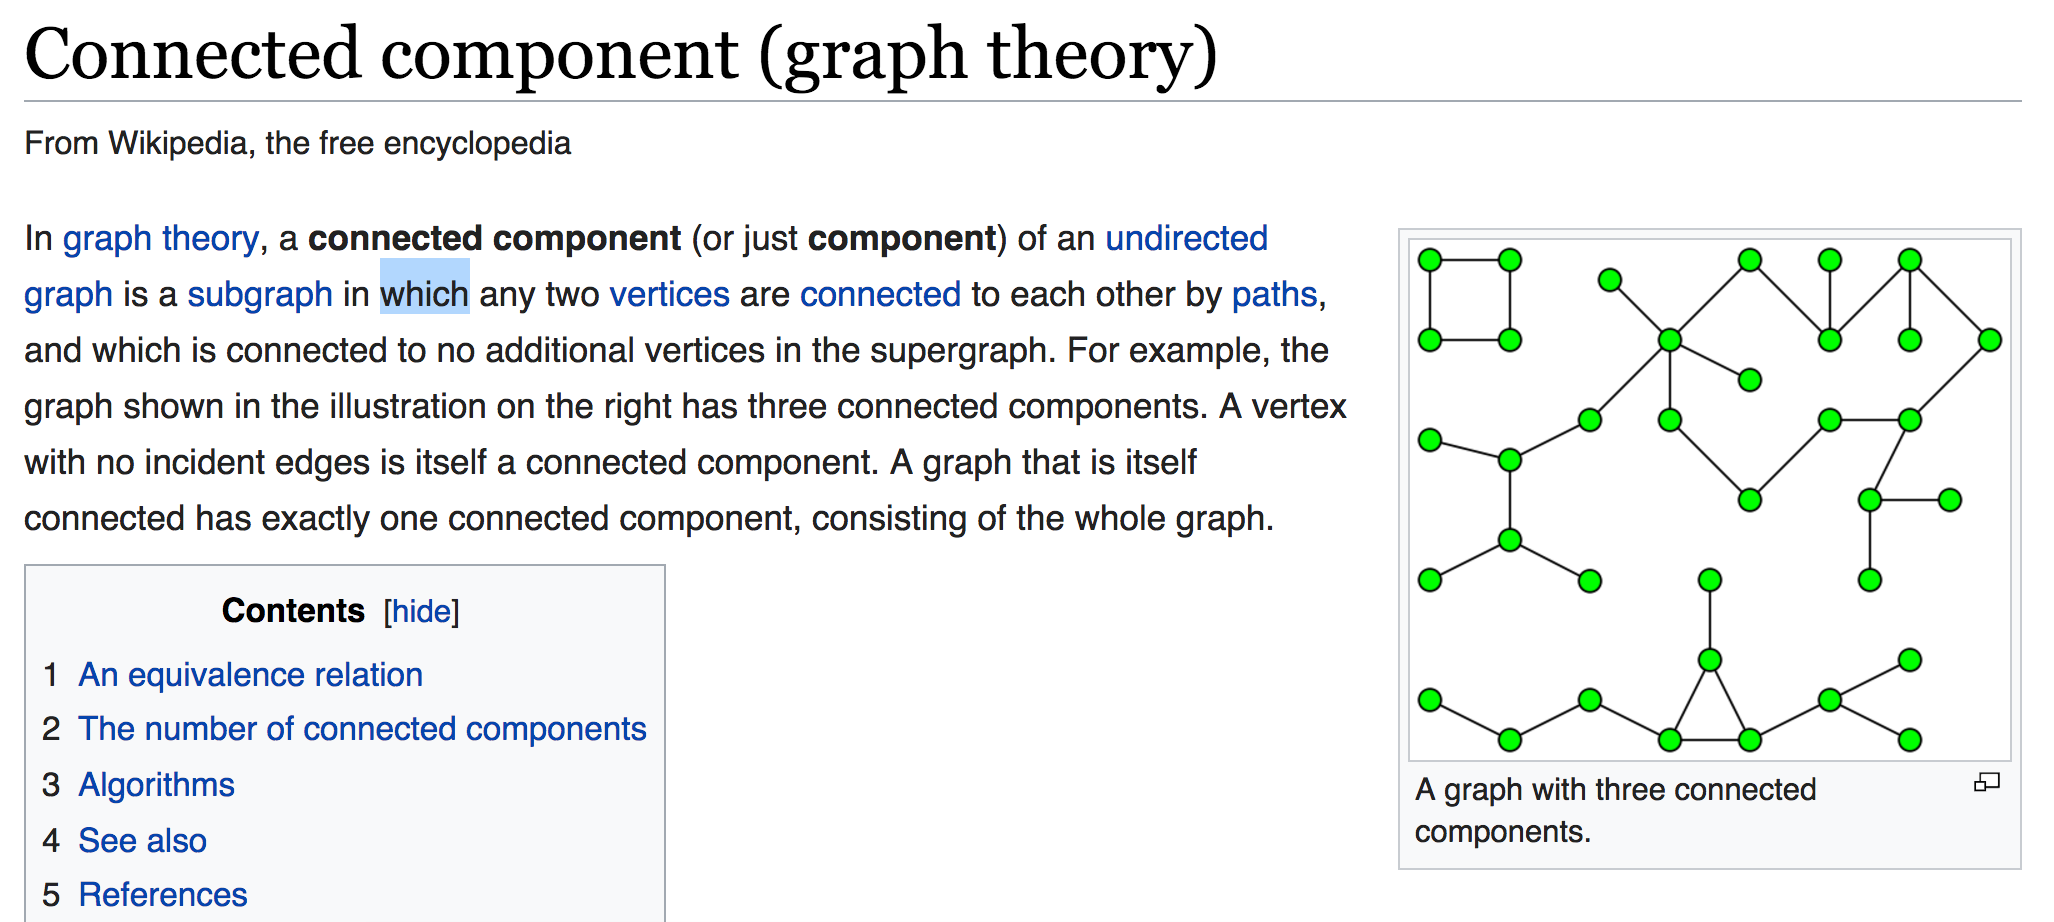 Connected component (graph theory)
From Wikipedia, the free encyclopedia
In graph theory, a connected component (or just component) of an undirected
graph is a subgraph in which any two vertices are connected to each other by paths,
and which is connected to no additional vertices in the supergraph. For example, the
graph shown in the illustration on the right has three connected components. A vertex
with no incident edges is itself a connected component. A graph that is itself
connected has exactly one connected component, consisting of the whole graph.
Contents [hide]
1 An equivalence relation
2 The number of connected components
3 Algorithms
4 See also
5 References
A graph with three connected
components.